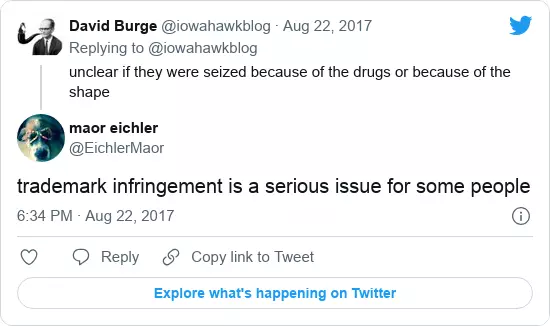 David Burge @iowahawkblog · Aug 22, 2017
Replying to @iowahawkblog
unclear if they were seized because of the drugs or because of the
shape
maor eichler
@EichlerMaor
trademark infringement is a serious issue for some people
6:34 PM · Aug 22, 2017
Reply
Copy link to Tweet
Explore what's happening on Twitter